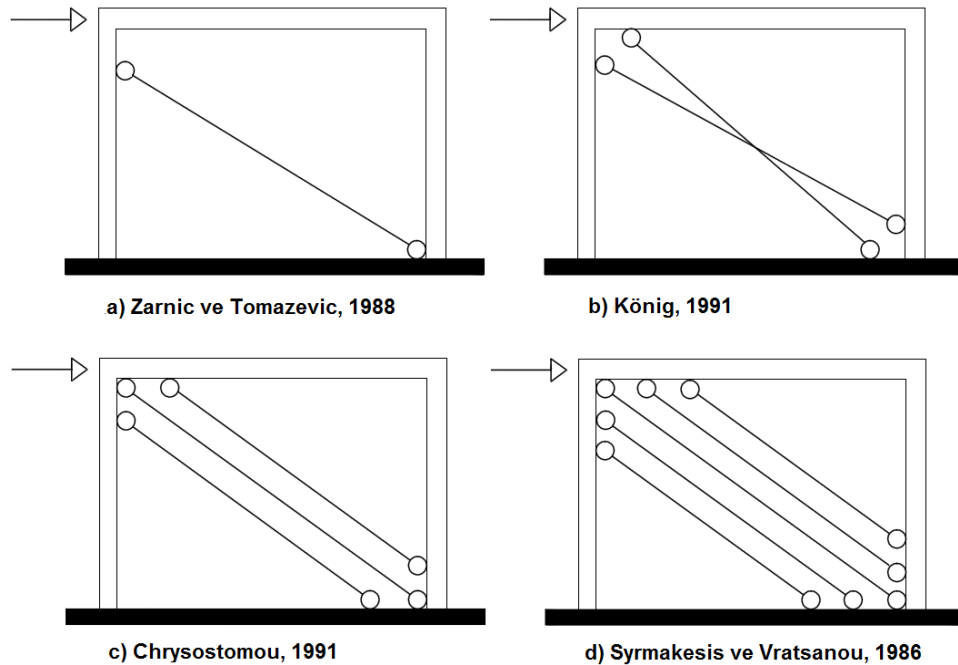 a) Zarnic ve Tomazevic, 1988
b) König, 1991
c) Chrysostomou, 1991
d) Syrmakesis ve Vratsanou, 1986